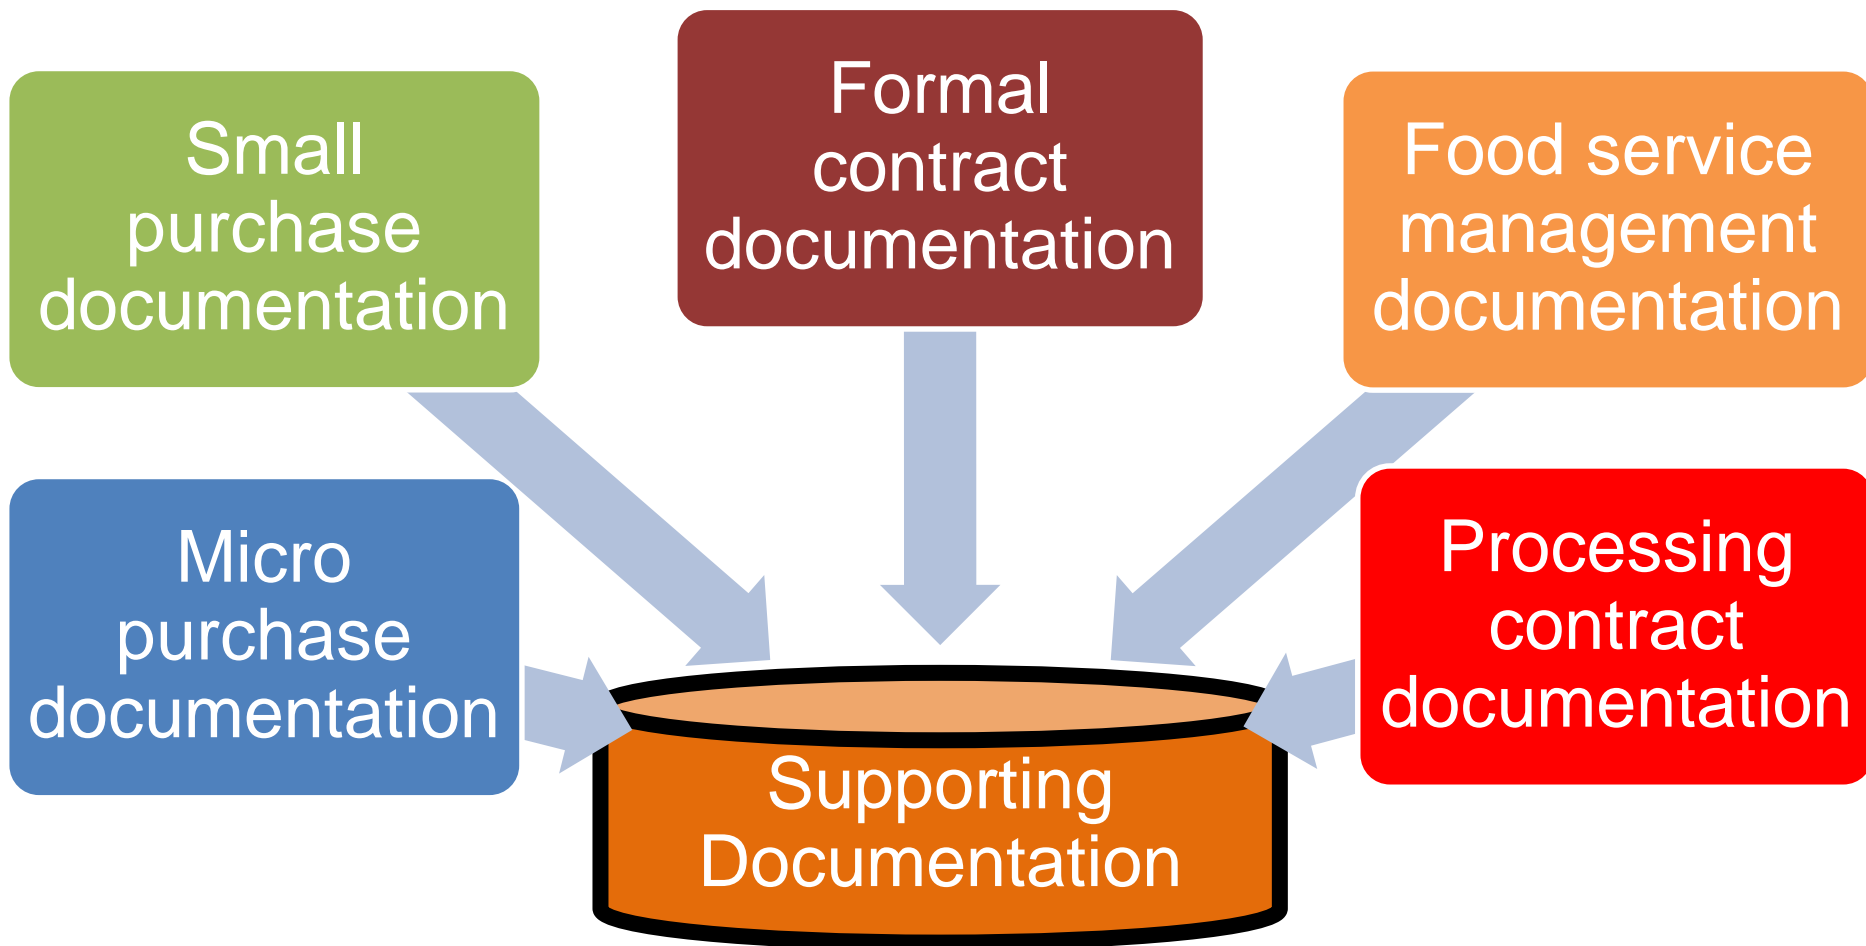 Small
purchase
documentation
Formal
contract
documentation
Food service
management
documentation
Micro
purchase
documentation
Processing
contract
documentation
Supporting
Documentation